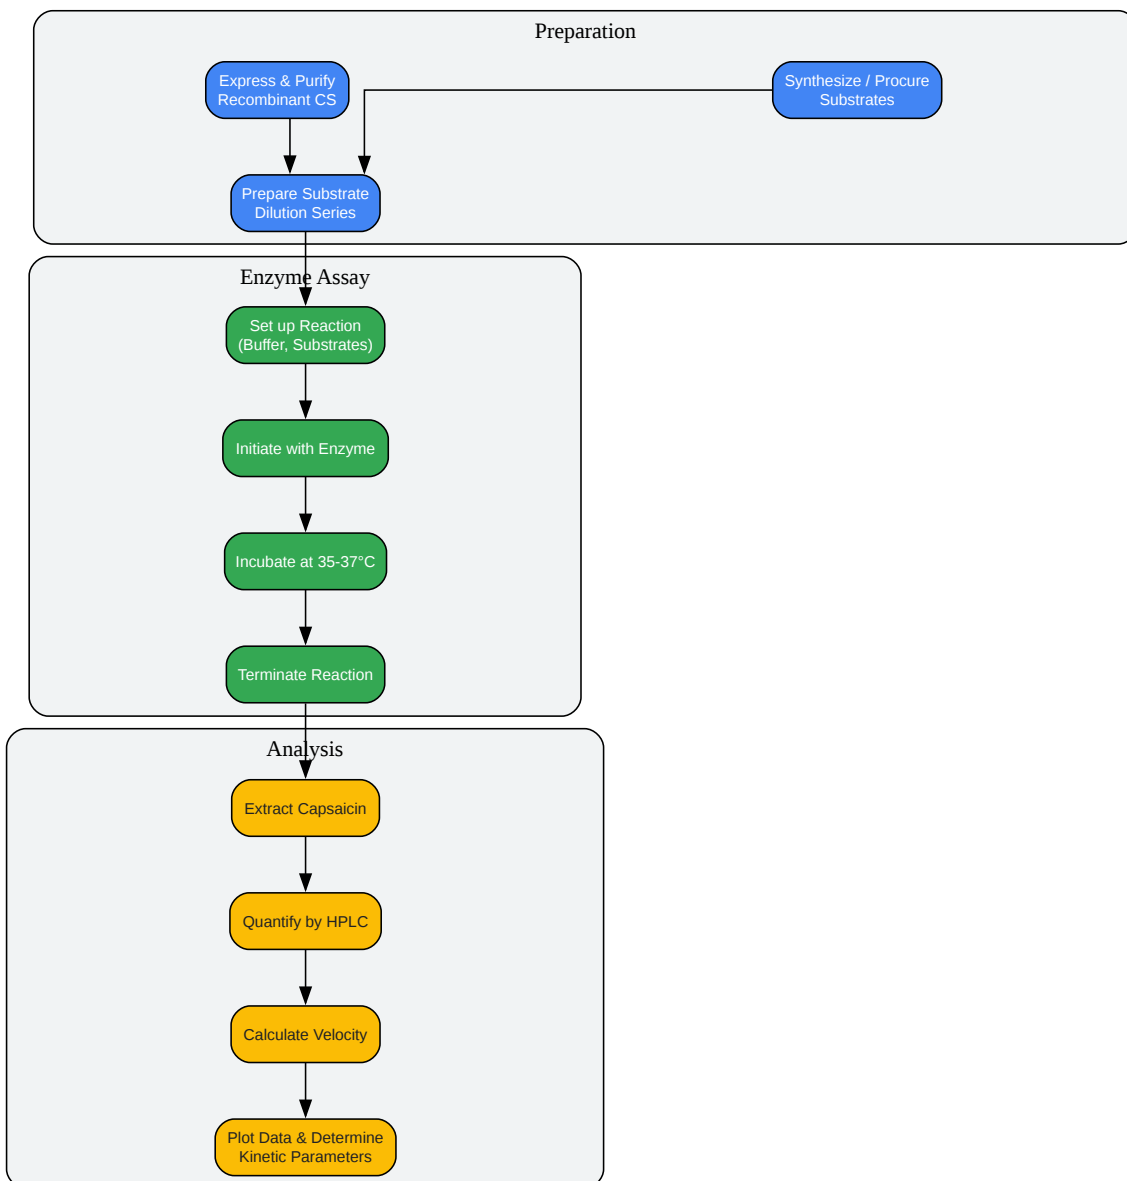 Preparation
Express & Purify
Recombinant CS
Synthesize / Procure
Substrates
Prepare Substrate
Dilution Series
Enzyme Assay
Set up Reaction
(Buffer, Substrates)
Initiate with Enzyme
Incubate at 35-37°C
Terminate Reaction
Analysis
Extract Capsaicin
Quantify by HPLC
Calculate Velocity
Plot Data & Determine
Kinetic Parameters